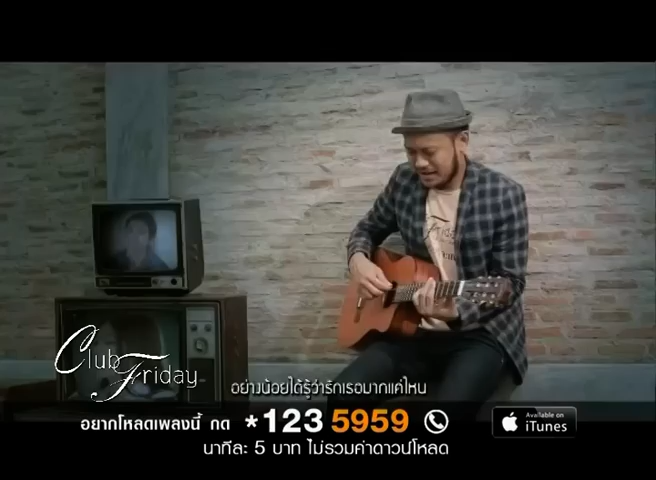 Club
Friday
อย่างน้อยได้รู้ว่ารักเธอมากแค่ไหน
อยากโหลดเพลงนี้ กด *123 5959
Available on
iTunes
นาทีละ 5 บาท ไม่รวมค่าดาวน์โหลด